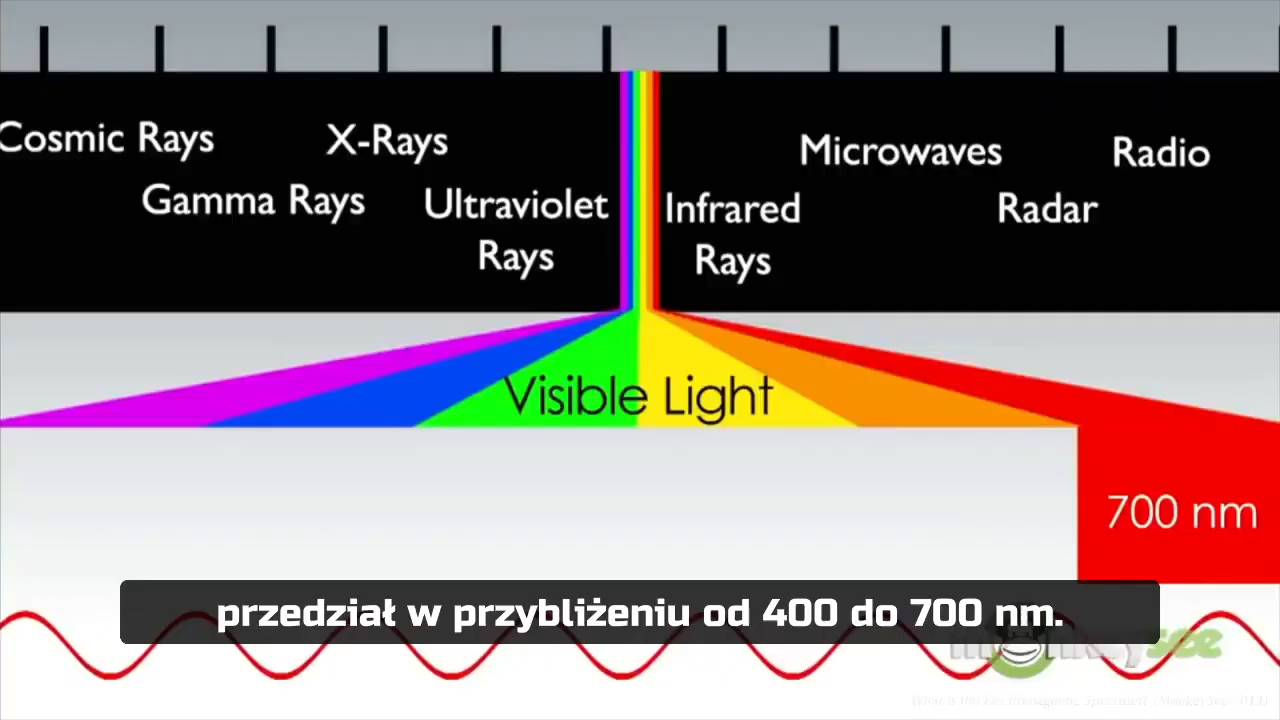 Cosmic Rays
X-Rays
Microwaves
Radio
Gamma Rays
Ultraviolet
Rays
Infrared
Rays
Radar
Visible Light
700 nm
przedział w przybliżeniu od 400 do 700 nm.
monkeysee